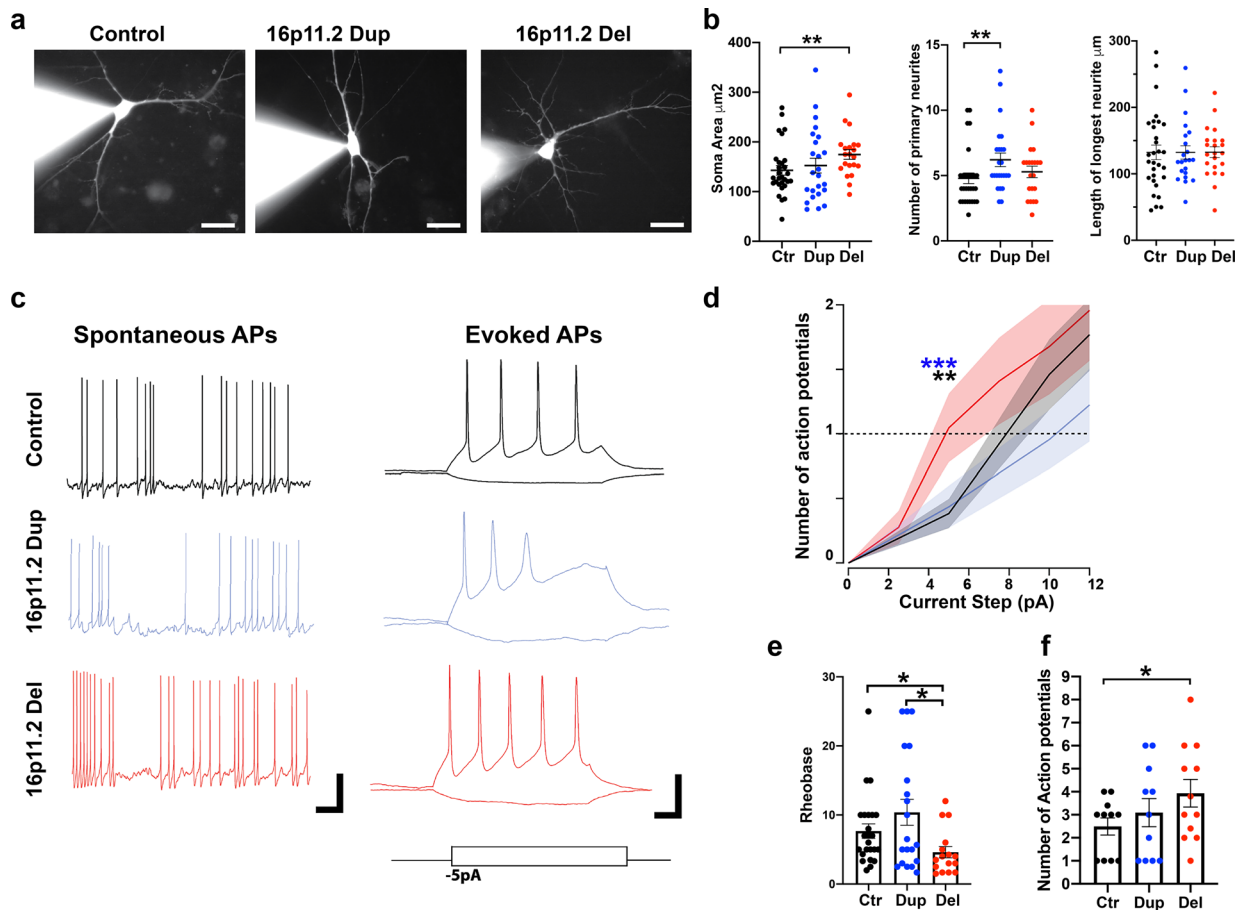 a
Control
16p11.2 Dup
16p11.2 Del
b
**
Soma Area μm2
400
300
200
100
0
Ctr Dup Del
**
Number of primary neurites
15
10
5
0
Ctr Dup Del
Length of longest neurite μm
300
200
100
0
Ctr Dup Del
c
Spontaneous APs
Evoked APs
Control
16p11.2 Dup
16p11.2 Del
-5pA
d
Number of action potentials
2
1
0
***
**
0 2 4 6 8 10 12
Current Step (pA)
e
Rheobase
30
20
10
0
*
*
Ctr Dup Del
f
Number of Action potentials
9
8
7
6
5
4
3
2
1
0
*
Ctr Dup Del